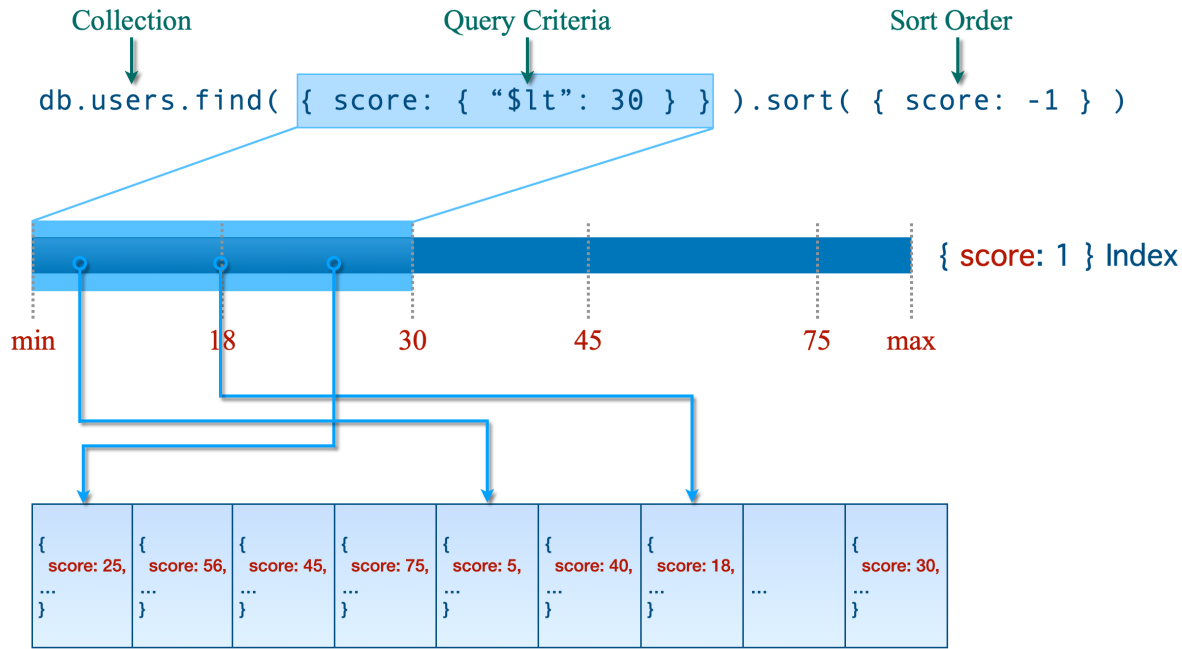 Collection Query Criteria Sort Order
db.users.find( { score: { “$lt”: 30 } } ).sort( { score: -1 } )
{ score: 1 } Index
min 18 30 45 75 max
{ { { { { { { {
score: 25, score: 56, score: 45, score: 75, score: 5, score: 40, score: 18, score: 30,
... ... ... ... ... ... ... ... ...
} } } } } } } }